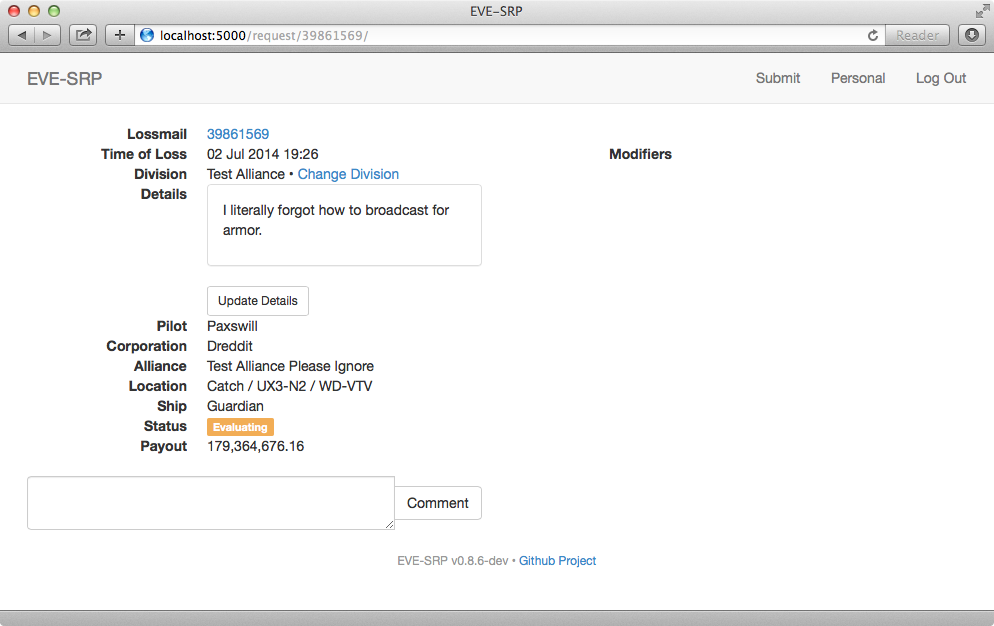 EVE-SRP
localhost:5000/request/39861569/
Reader
EVE-SRP
Submit
Personal
Log Out
Lossmail 39861569
Time of Loss 02 Jul 2014 19:26
Modifiers
Division Test Alliance • Change Division
Details
I literally forgot how to broadcast for
armor.
Update Details
Pilot Paxswill
Corporation Dreddit
Alliance Test Alliance Please Ignore
Location Catch / UX3-N2 / WD-VTV
Ship Guardian
Status Evaluating
Payout 179,364,676.16
Comment
EVE-SRP v0.8.6-dev • Github Project